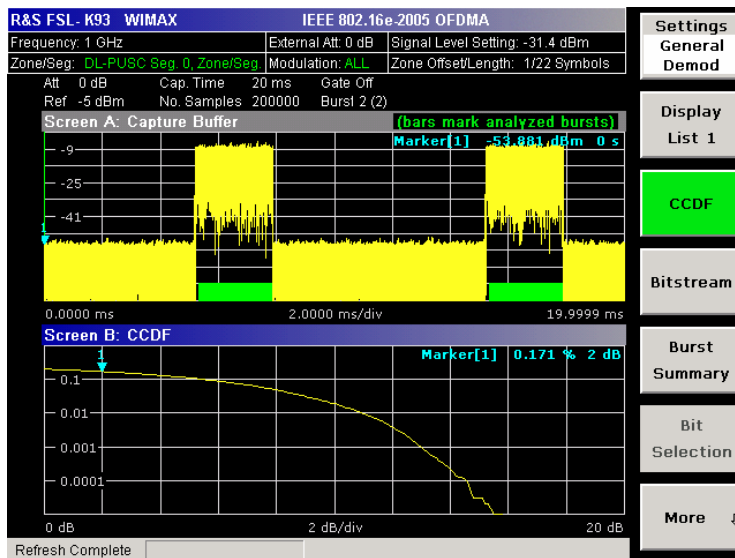 R&S FSL- K93 WIMAX IEEE 802.16e-2005 OFDMA
Frequency: 1 GHz External Att: 0 dB Signal Level Setting: -31.4 dBm
Zone/Seg: DL-PUSC Seg. 0, Zone/Seg. Modulation: ALL Zone Offset/Length: 1/22 Symbols
Att 0 dB Cap. Time 20 ms Gate Off
Ref -5 dBm No. Samples 200000 Burst 2 (2)
Screen A: Capture Buffer (bars mark analyzed bursts)
Marker[1] -53.881 dBm 0 s
-9
-25
-41
1
0.0000 ms 2.0000 ms/div 19.9999 ms
Screen B: CCDF
1 Marker[1] 0.171 % 2 dB
0.1
0.01
0.001
0.0001
0 dB 2 dB/div 20 dB
Refresh Complete
Settings
General
Demod
Display
List 1
CCDF
Bitstream
Burst
Summary
Bit
Selection
More